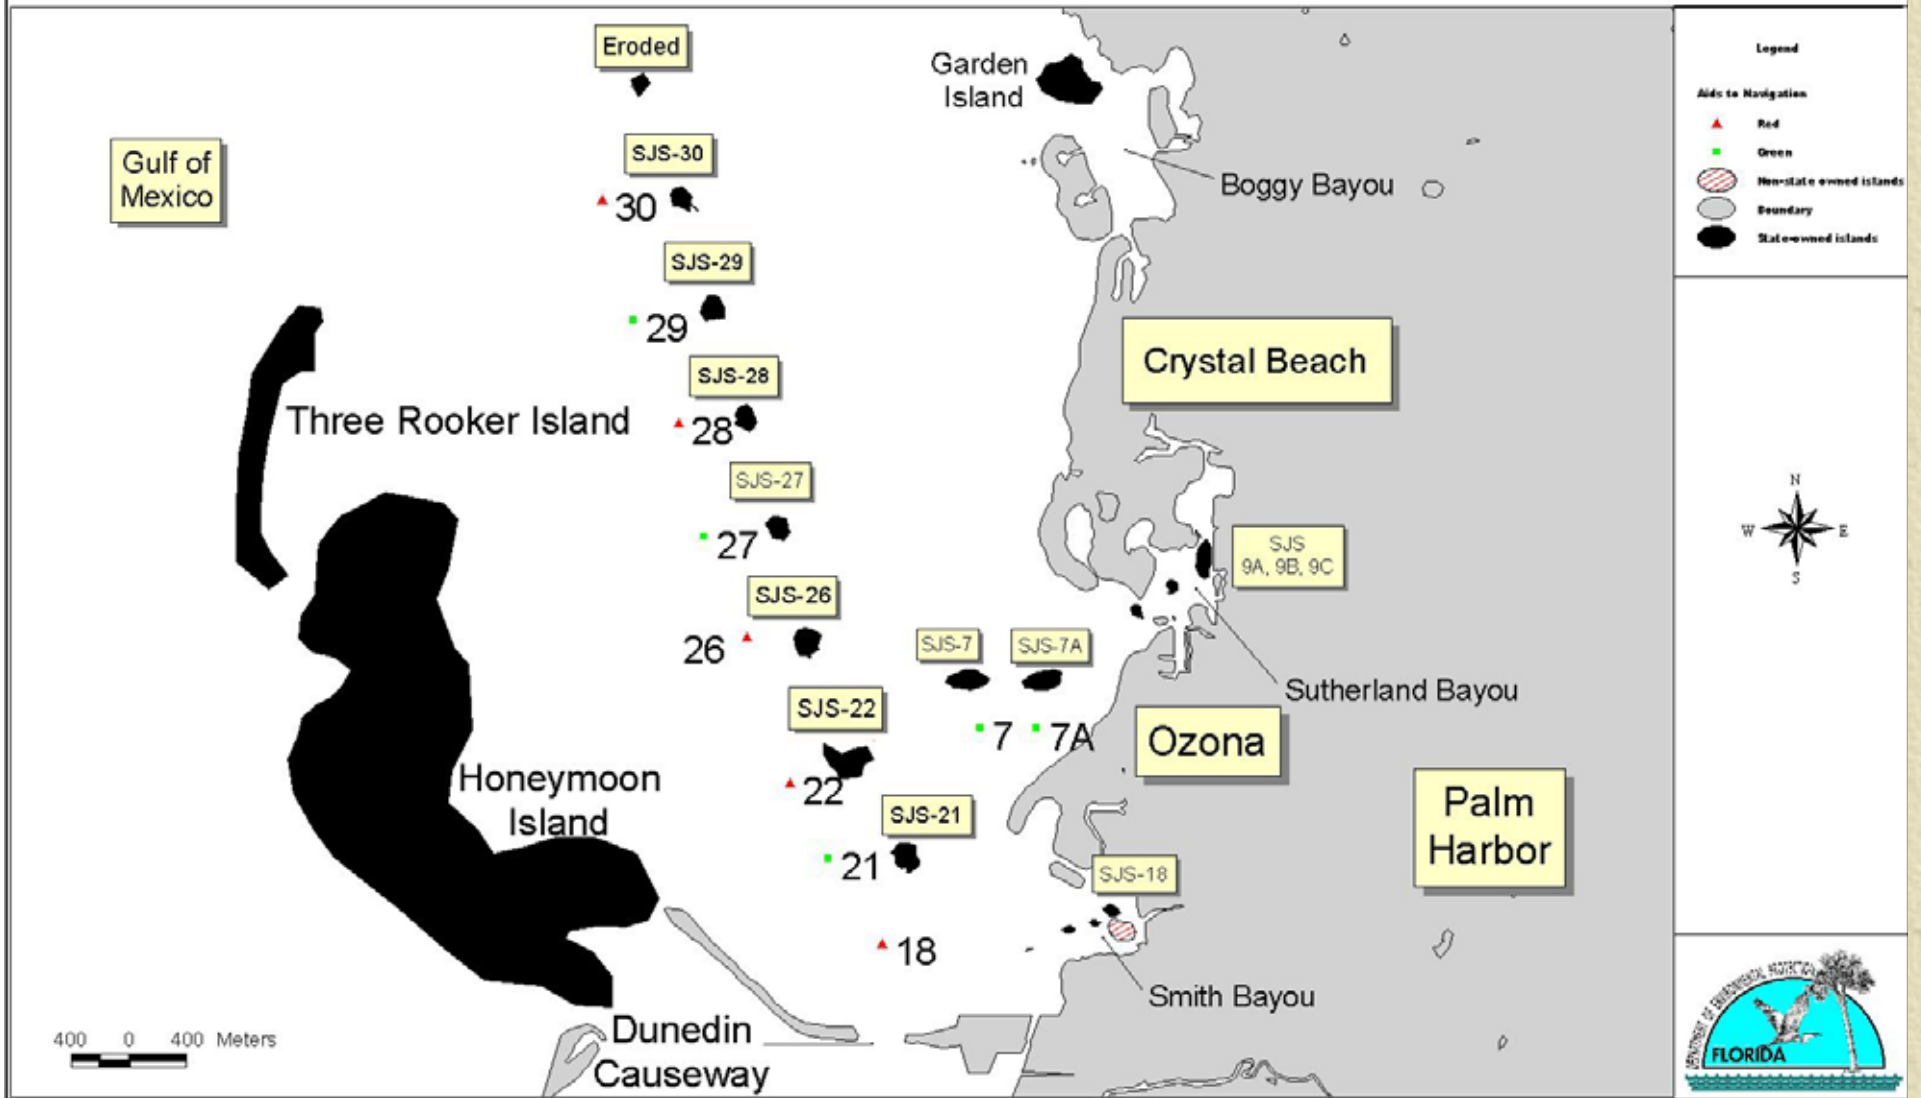 Eroded
Garden
Island
Gulf of
Mexico
SJS-30
30
Boggy Bayou
SJS-29
29
Crystal Beach
SJS-28
28
Three Rooker Island
SJS-27
27
SJS
9A, 9B, 9C
SJS-26
26
SJS-7
SJS-7A
Sutherland Bayou
SJS-22
7
7A
Ozona
22
Honeymoon
Island
SJS-21
21
Palm
Harbor
SJS-18
18
Smith Bayou
Dunedin
Causeway
400 0 400 Meters
Legend
Aids to Navigation
Red
Green
Non-state owned islands
Boundary
State-owned islands
N
W E
S
DEPARTMENT OF ENVIRONMENTAL PROTECTION
FLORIDA